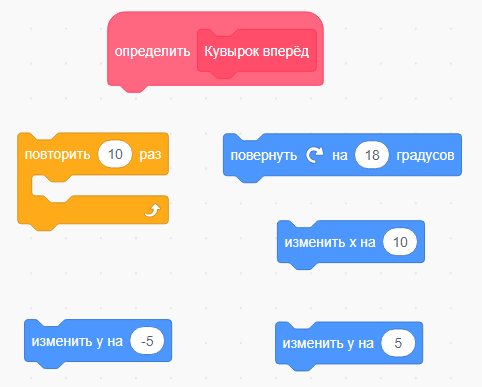 определить Кувырок вперёд
повторить 10 раз
повернуть на 18 градусов
изменить x на 10
изменить y на -5
изменить y на 5